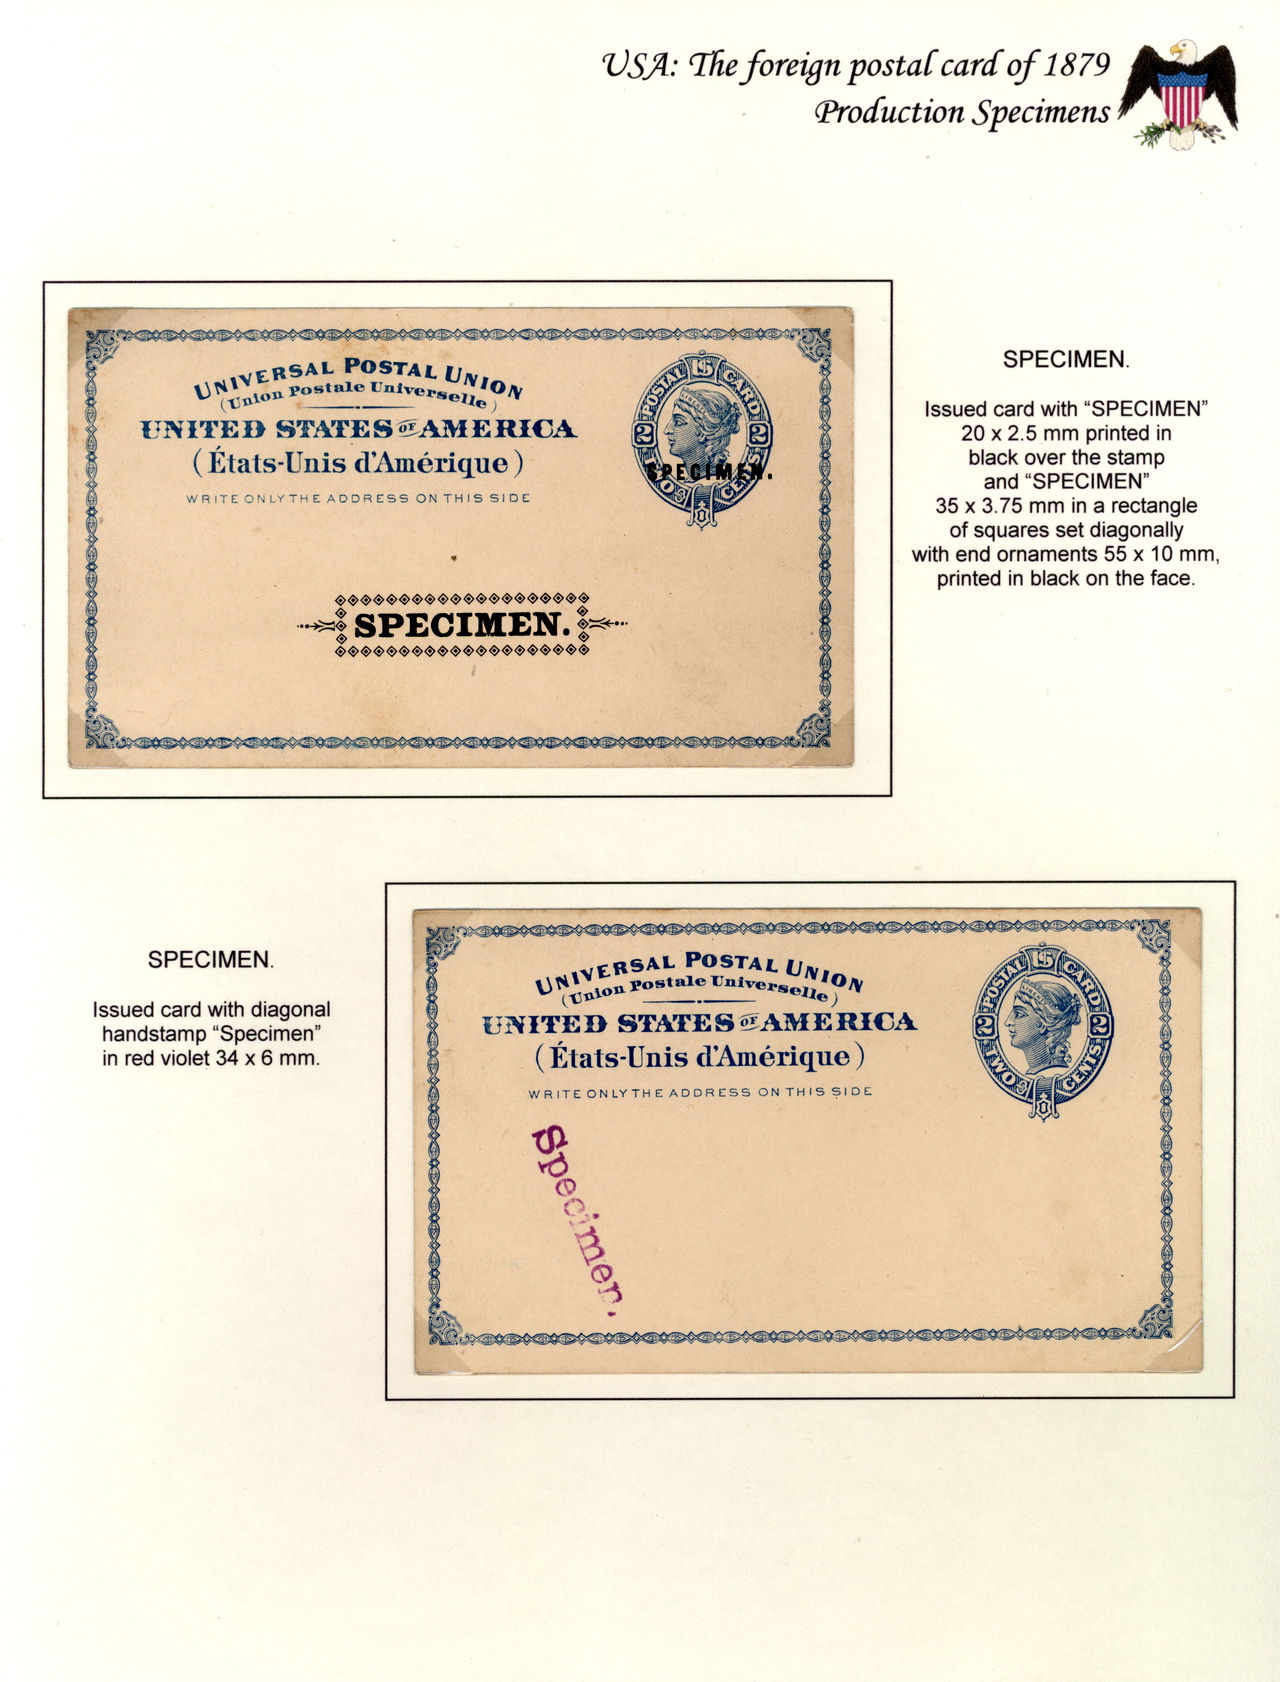 USA: The foreign postal card of 1879
Production Specimens
UNIVERSAL POSTAL UNION
(Union Postale Universelle)
UNITED STATES OF AMERICA
(États-Unis d'Amérique)
WRITE ONLY THE ADDRESS ON THIS SIDE
U.S. POSTAL CARD
2 2
TWO CENTS
LIBERTY
SPECIMEN.
SPECIMEN.
SPECIMEN.
Issued card with “SPECIMEN”
20 x 2.5 mm printed in
black over the stamp
and “SPECIMEN”
35 x 3.75 mm in a rectangle
of squares set diagonally
with end ornaments 55 x 10 mm,
printed in black on the face.
SPECIMEN.
Issued card with diagonal
handstamp “Specimen”
in red violet 34 x 6 mm.
UNIVERSAL POSTAL UNION
(Union Postale Universelle)
UNITED STATES OF AMERICA
(États-Unis d'Amérique)
WRITE ONLY THE ADDRESS ON THIS SIDE
U.S. POSTAL CARD
2 2
TWO CENTS
LIBERTY
Specimen.